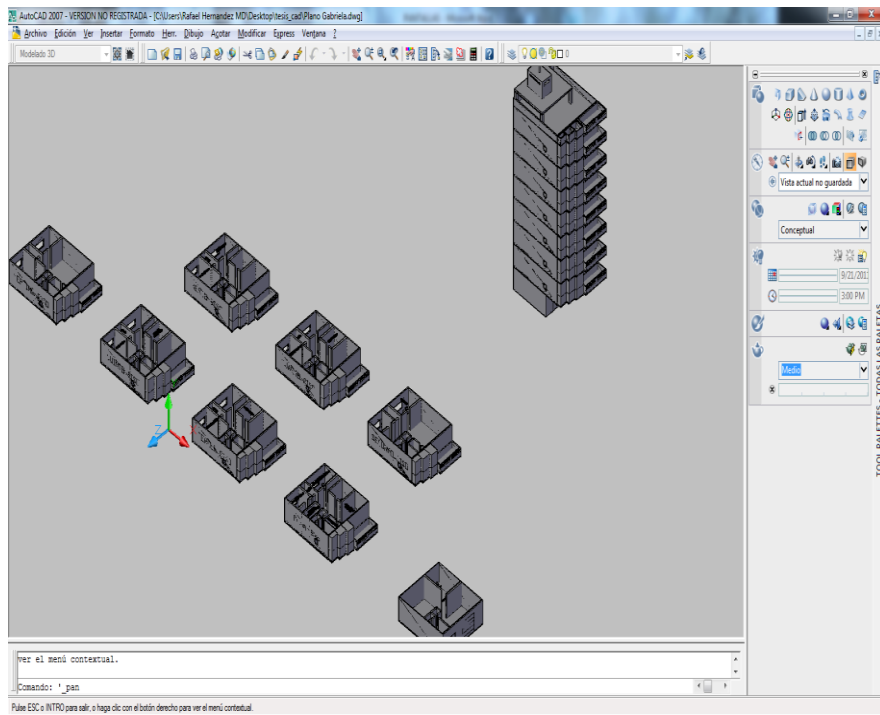 AutoCAD 2007 - VERSION NO REGISTRADA - [C:\Users\Rafael Hernandez MD\Desktop\tesis_cad\Plano Gabriela.dwg]
Archivo Edición Ver Insertar Formato Herr. Dibujo Acotar Modificar Express Ventana ?
Modelado 3D
0
Vista actual no guardada
Conceptual
9/21/201
3:00 PM
Medio
TOOL PALETTES - TODAS LAS PALETAS
Z
ver el menú contextual.
Comando: '_pan
Pulse ESC o INTRO para salir, o haga clic con el botón derecho para ver el menú contextual.